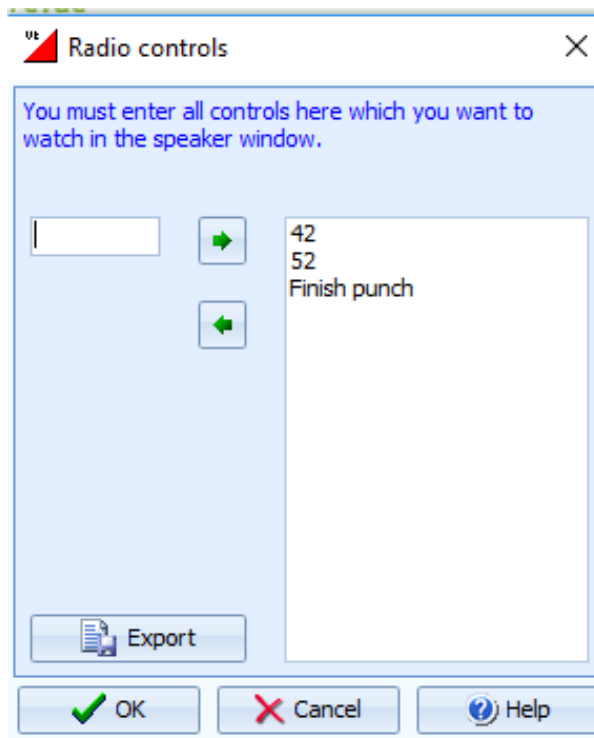 Radio controls
You must enter all controls here which you want to
watch in the speaker window.
42
52
Finish punch
Export
OK
Cancel
Help